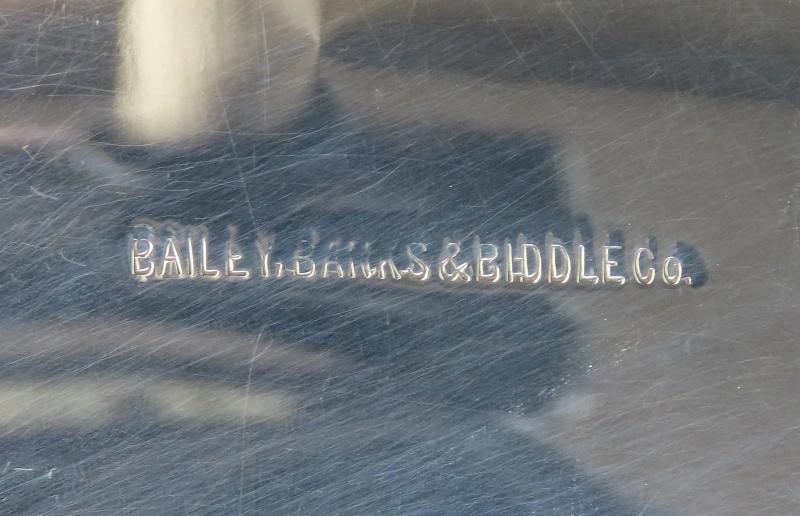 BAILEY, BANKS & BIDDLE CO.